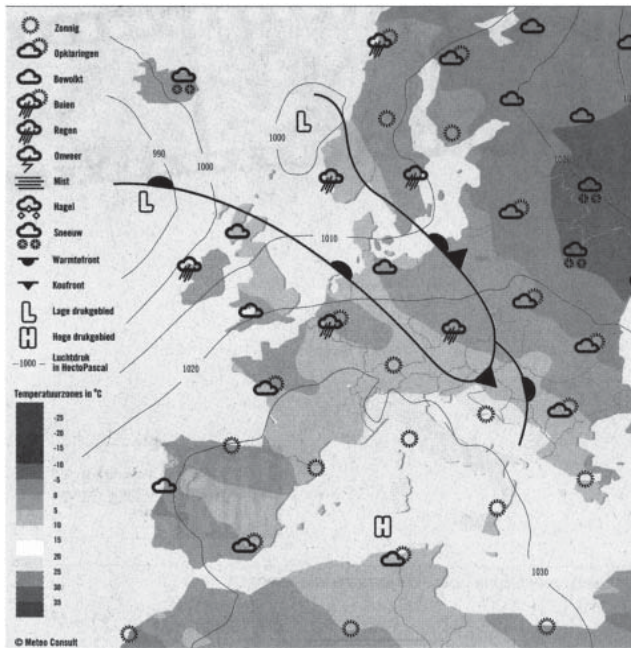 Zonnig
Opklaringen
Bewolkt
Buien
Regen
Onweer
Mist
Hagel
Sneeuw
Warmtefront
Koufront
L Lage drukgebied
H Hoge drukgebied
—1000— Luchtdruk
in HectoPascal
Temperatuurzones in °C
-25
-15
-10
-5
0
5
10
15
20
25
30
35
© Meteo Consult
990
1000
L
1000
L
1010
1020
H
1030